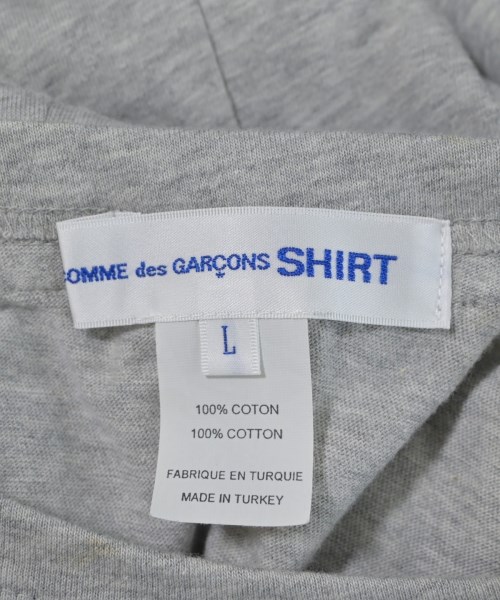 COMME des GARÇONS SHIRT
L
100% COTON
100% COTTON
FABRIQUE EN TURQUIE
MADE IN TURKEY